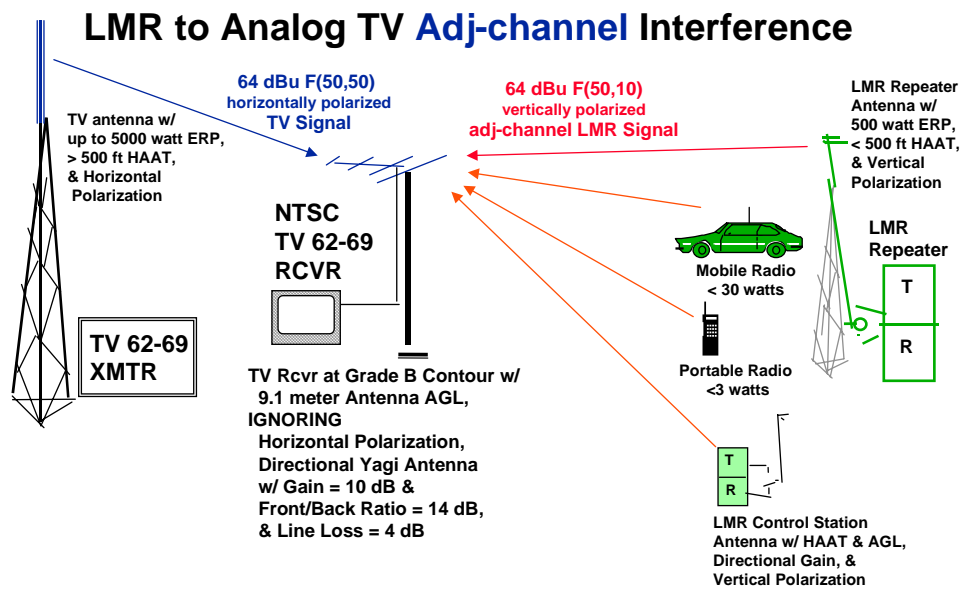 LMR to Analog TV Adj-channel Interference
64 dBu F(50,50)
horizontally polarized
TV Signal
64 dBu F(50,10)
vertically polarized
adj-channel LMR Signal
TV antenna w/
up to 5000 watt ERP,
> 500 ft HAAT,
& Horizontal
Polarization
LMR Repeater
Antenna w/
500 watt ERP,
< 500 ft HAAT,
& Vertical
Polarization
NTSC
TV 62-69
RCVR
LMR
Repeater
T
R
Mobile Radio
< 30 watts
TV 62-69
XMTR
Portable Radio
<3 watts
TV Rcvr at Grade B Contour w/
9.1 meter Antenna AGL,
IGNORING
Horizontal Polarization,
Directional Yagi Antenna
w/ Gain = 10 dB &
Front/Back Ratio = 14 dB,
& Line Loss = 4 dB
T
R
LMR Control Station
Antenna w/ HAAT & AGL,
Directional Gain, &
Vertical Polarization